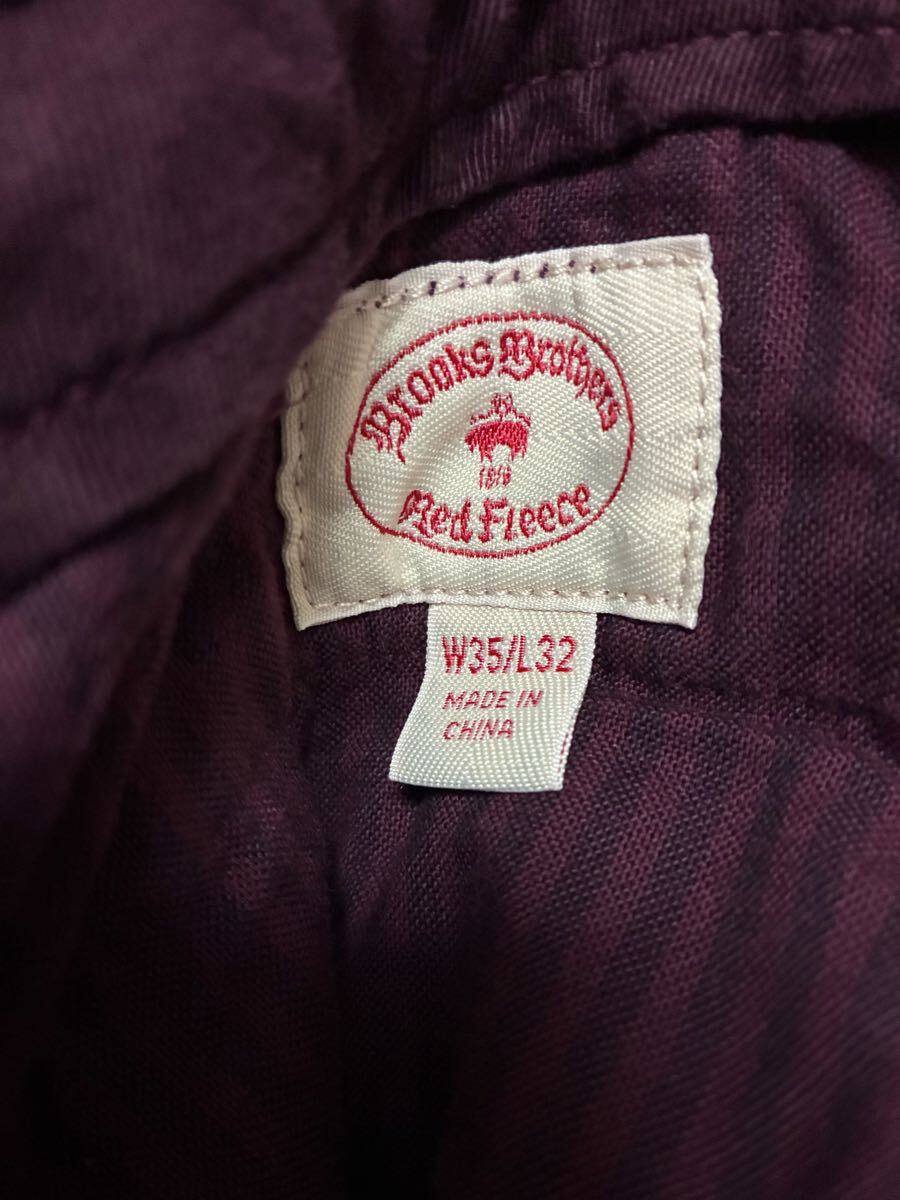 Brooks Brothers
1818
Red Fleece
W35/L32
MADE IN
CHINA